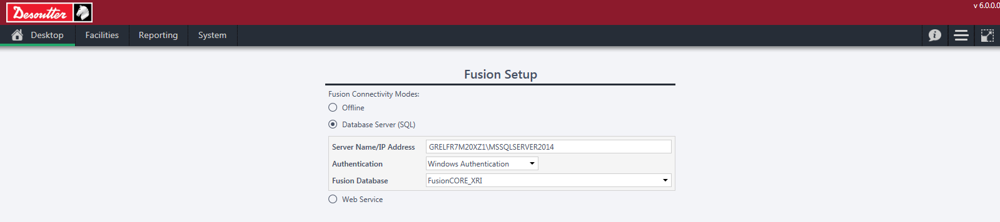 Desoutter
v 6.0.0.0
Desktop Facilities Reporting System
Fusion Setup
Fusion Connectivity Modes:
Offline
Database Server (SQL)
Server Name/IP Address GRELFR7M20XZ1\MSSQLSERVER2014
Authentication Windows Authentication
Fusion Database FusionCORE_XRI
Web Service